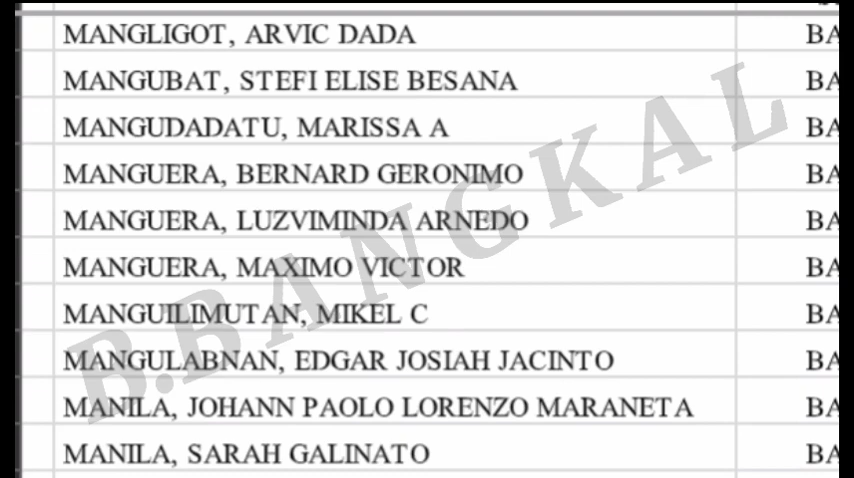 MANGLIGOT, ARVIC DADA BA
MANGUBAT, STEFI ELISE BESANA BA
MANGUDADATU, MARISSA A BA
MANGUERA, BERNARD GERONIMO BA
MANGUERA, LUZVIMINDA ARNEDO BA
MANGUERA, MAXIMO VICTOR BA
MANGUILIMUTAN, MIKEL C BA
MANGULABNAN, EDGAR JOSIAH JACINTO BA
MANILA, JOHANN PAOLO LORENZO MARANETA BA
MANILA, SARAH GALINATO BA
B.BANGKAL